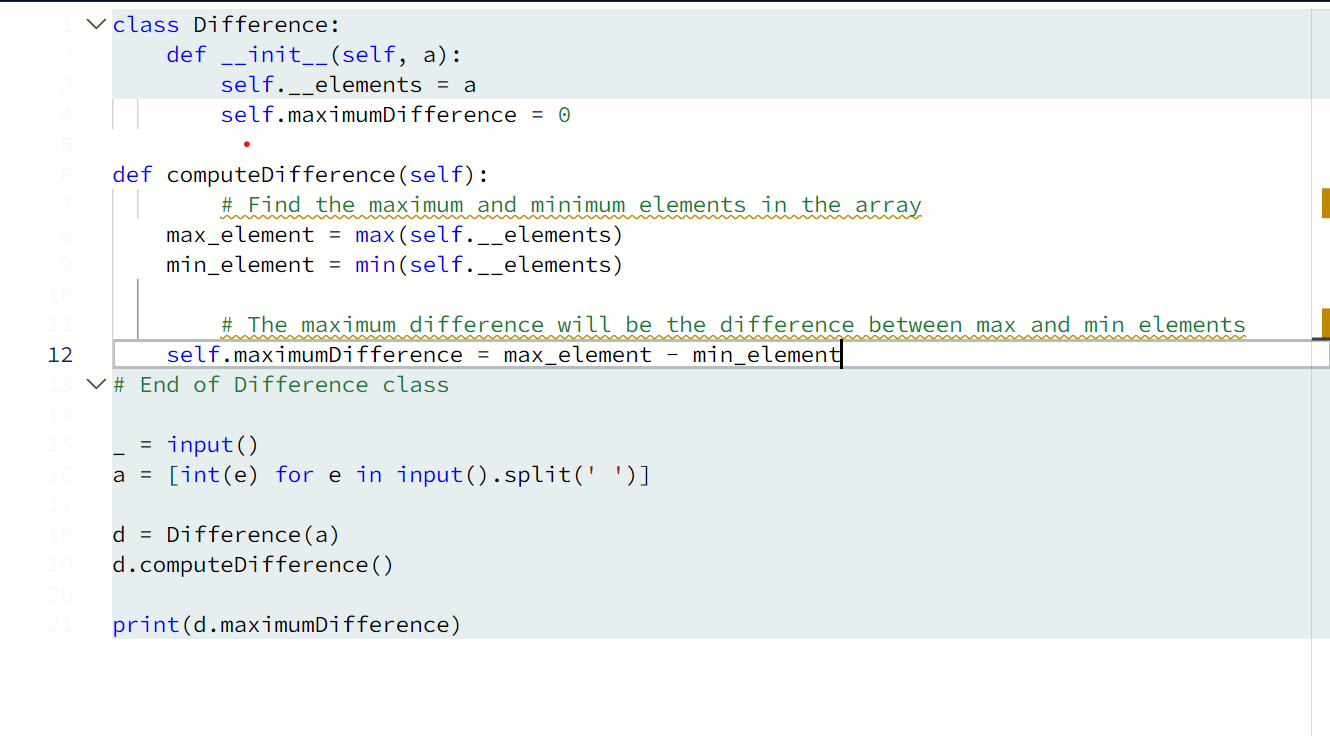 1 class Difference:
2     def __init__(self, a):
3         self.__elements = a
4         self.maximumDifference = 0
5
6 def computeDifference(self):
7         # Find the maximum and minimum elements in the array
8     max_element = max(self.__elements)
9     min_element = min(self.__elements)
10
11         # The maximum difference will be the difference between max and min elements
12     self.maximumDifference = max_element - min_element
13 # End of Difference class
14
15 _ = input()
16 a = [int(e) for e in input().split(' ')]
17
18 d = Difference(a)
19 d.computeDifference()
20
21 print(d.maximumDifference)